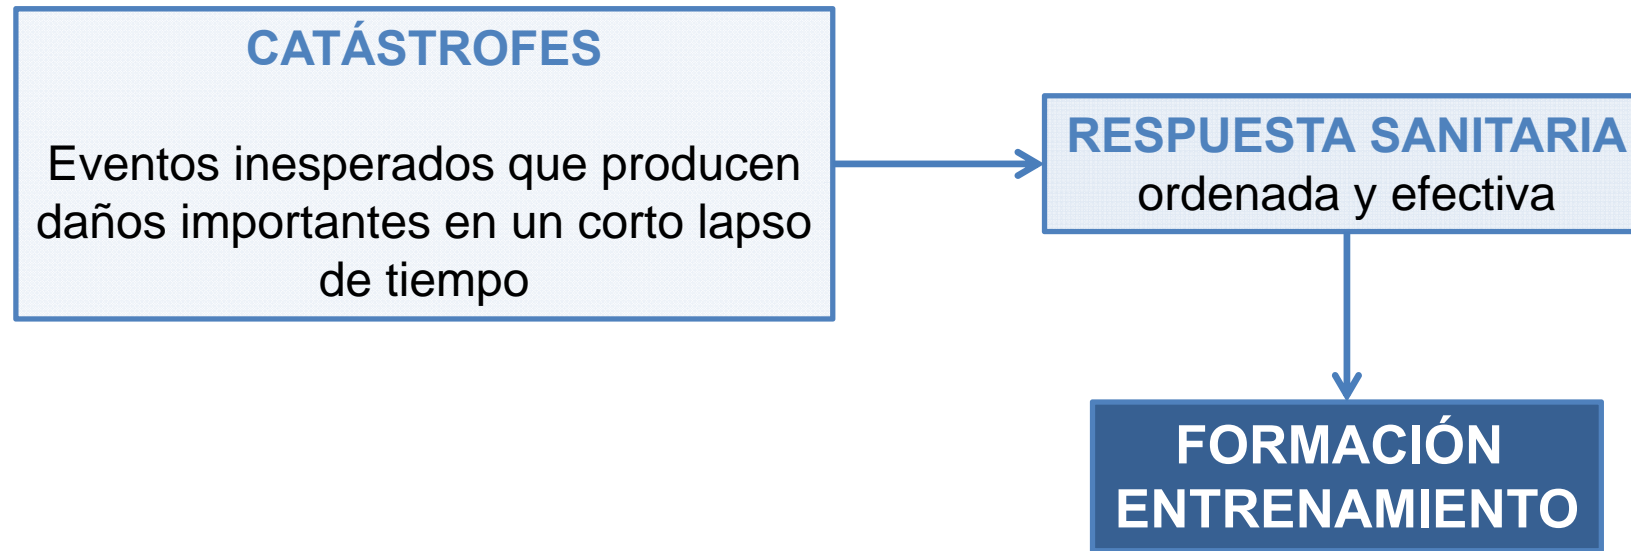 CATÁSTROFES
Eventos inesperados que producen
daños importantes en un corto lapso
de tiempo
RESPUESTA SANITARIA
ordenada y efectiva
FORMACIÓN
ENTRENAMIENTO